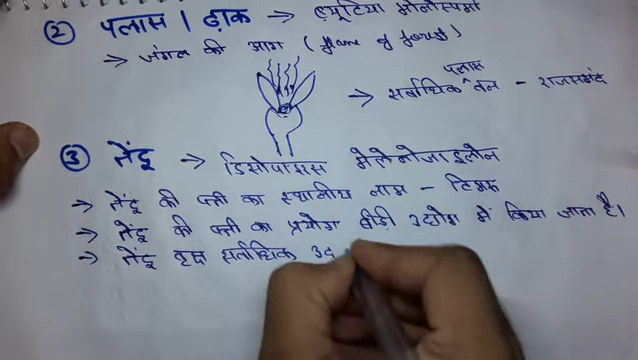 ② पलास / ढ़ाक → ब्यूटिया मोनोस्पर्मा
→ जंगल की आग (flame of forest)
→ सर्वाधिक पलास वन - राजसमंद
③ तेंदू → डिसोपाइरस मेलेनोजाइलोन
→ तेंदू की पत्ती का स्थानीय नाम - टिमरू
→ तेंदू की पत्ती का प्रयोग बीड़ी उद्योग में किया जाता है।
→ तेंदू वृक्ष सर्वाधिक उद